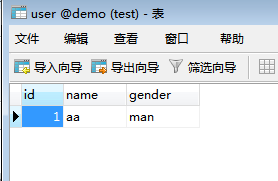 user @demo (test) - 表
文件 编辑 查看 窗口 帮助
导入向导 导出向导 筛选向导
id name gender
1 aa man